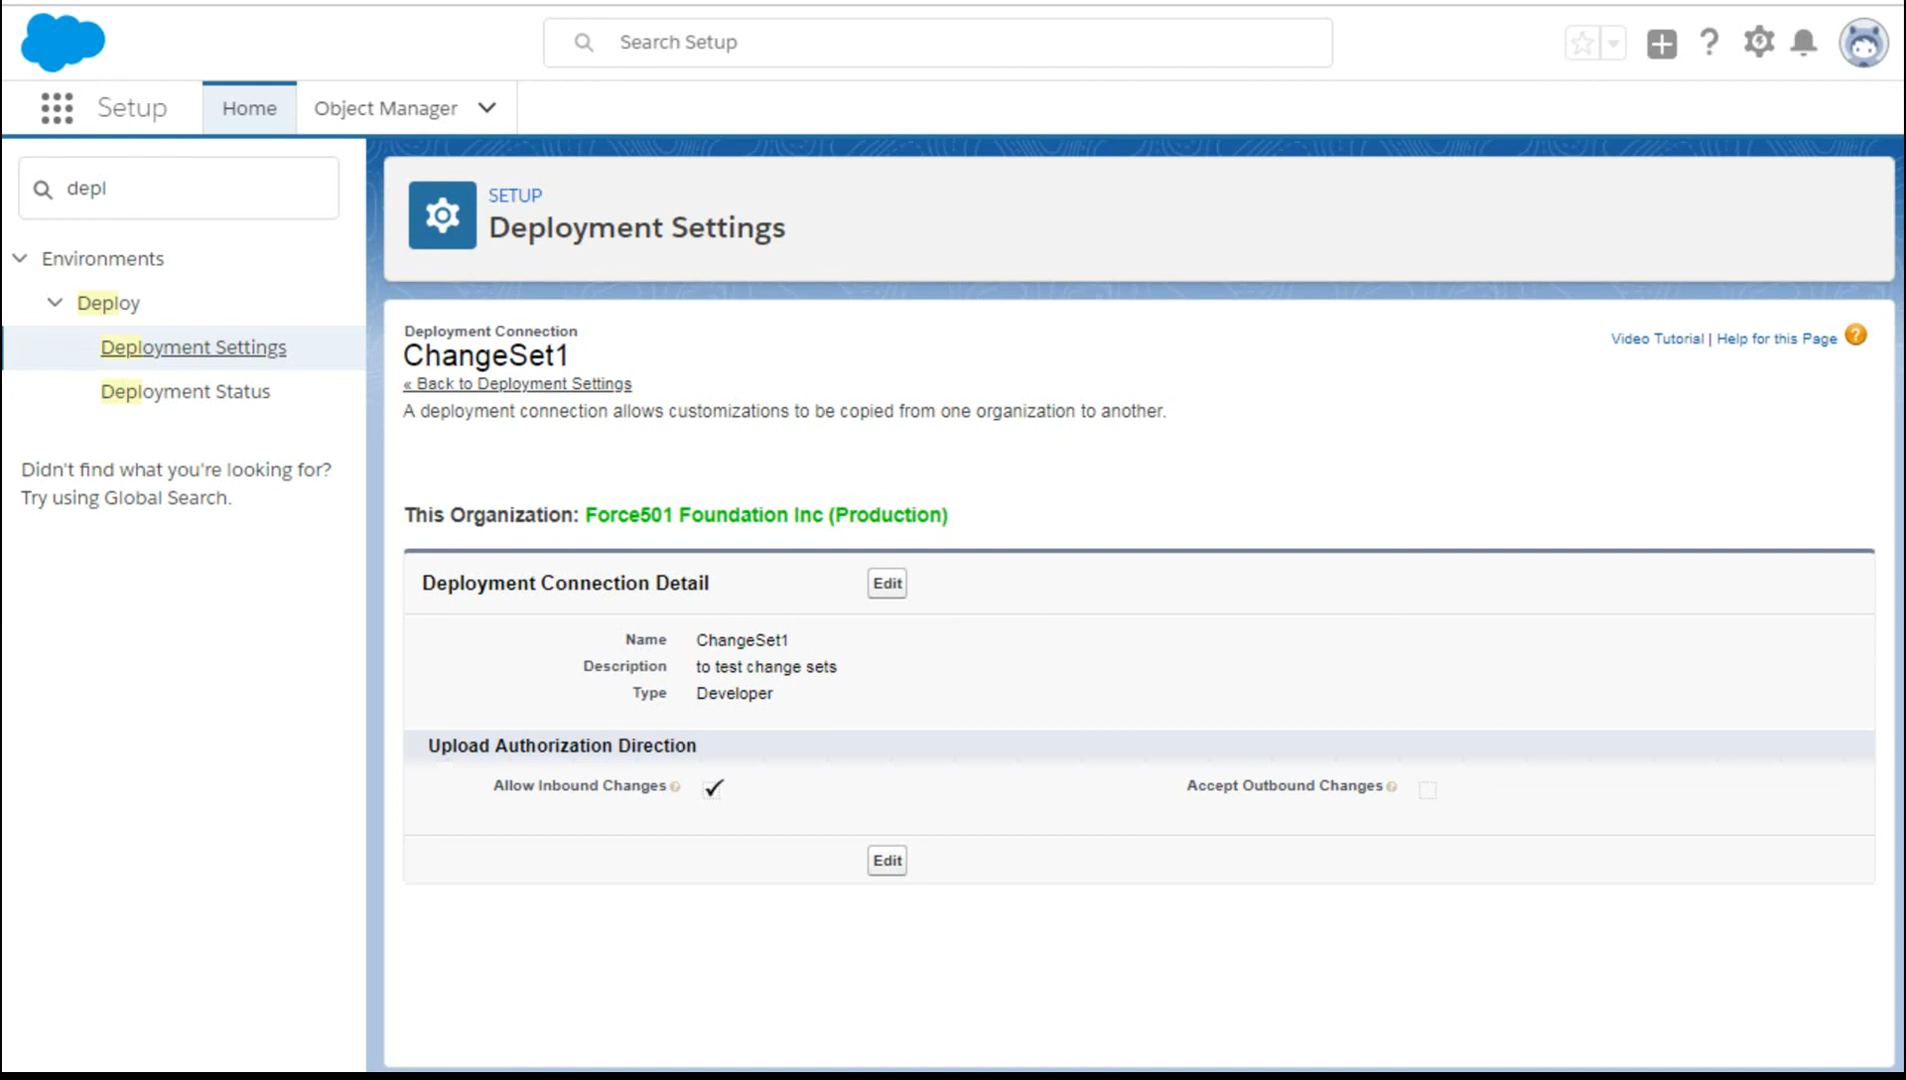 Search Setup
Setup
Home
Object Manager
depl
Environments
Deploy
Deployment Settings
Deployment Status
Didn't find what you're looking for?
Try using Global Search.
SETUP
Deployment Settings
Deployment Connection
ChangeSet1
« Back to Deployment Settings
Video Tutorial | Help for this Page
A deployment connection allows customizations to be copied from one organization to another.
This Organization: Force501 Foundation Inc (Production)
Deployment Connection Detail
Edit
Name ChangeSet1
Description to test change sets
Type Developer
Upload Authorization Direction
Allow Inbound Changes
Accept Outbound Changes
Edit